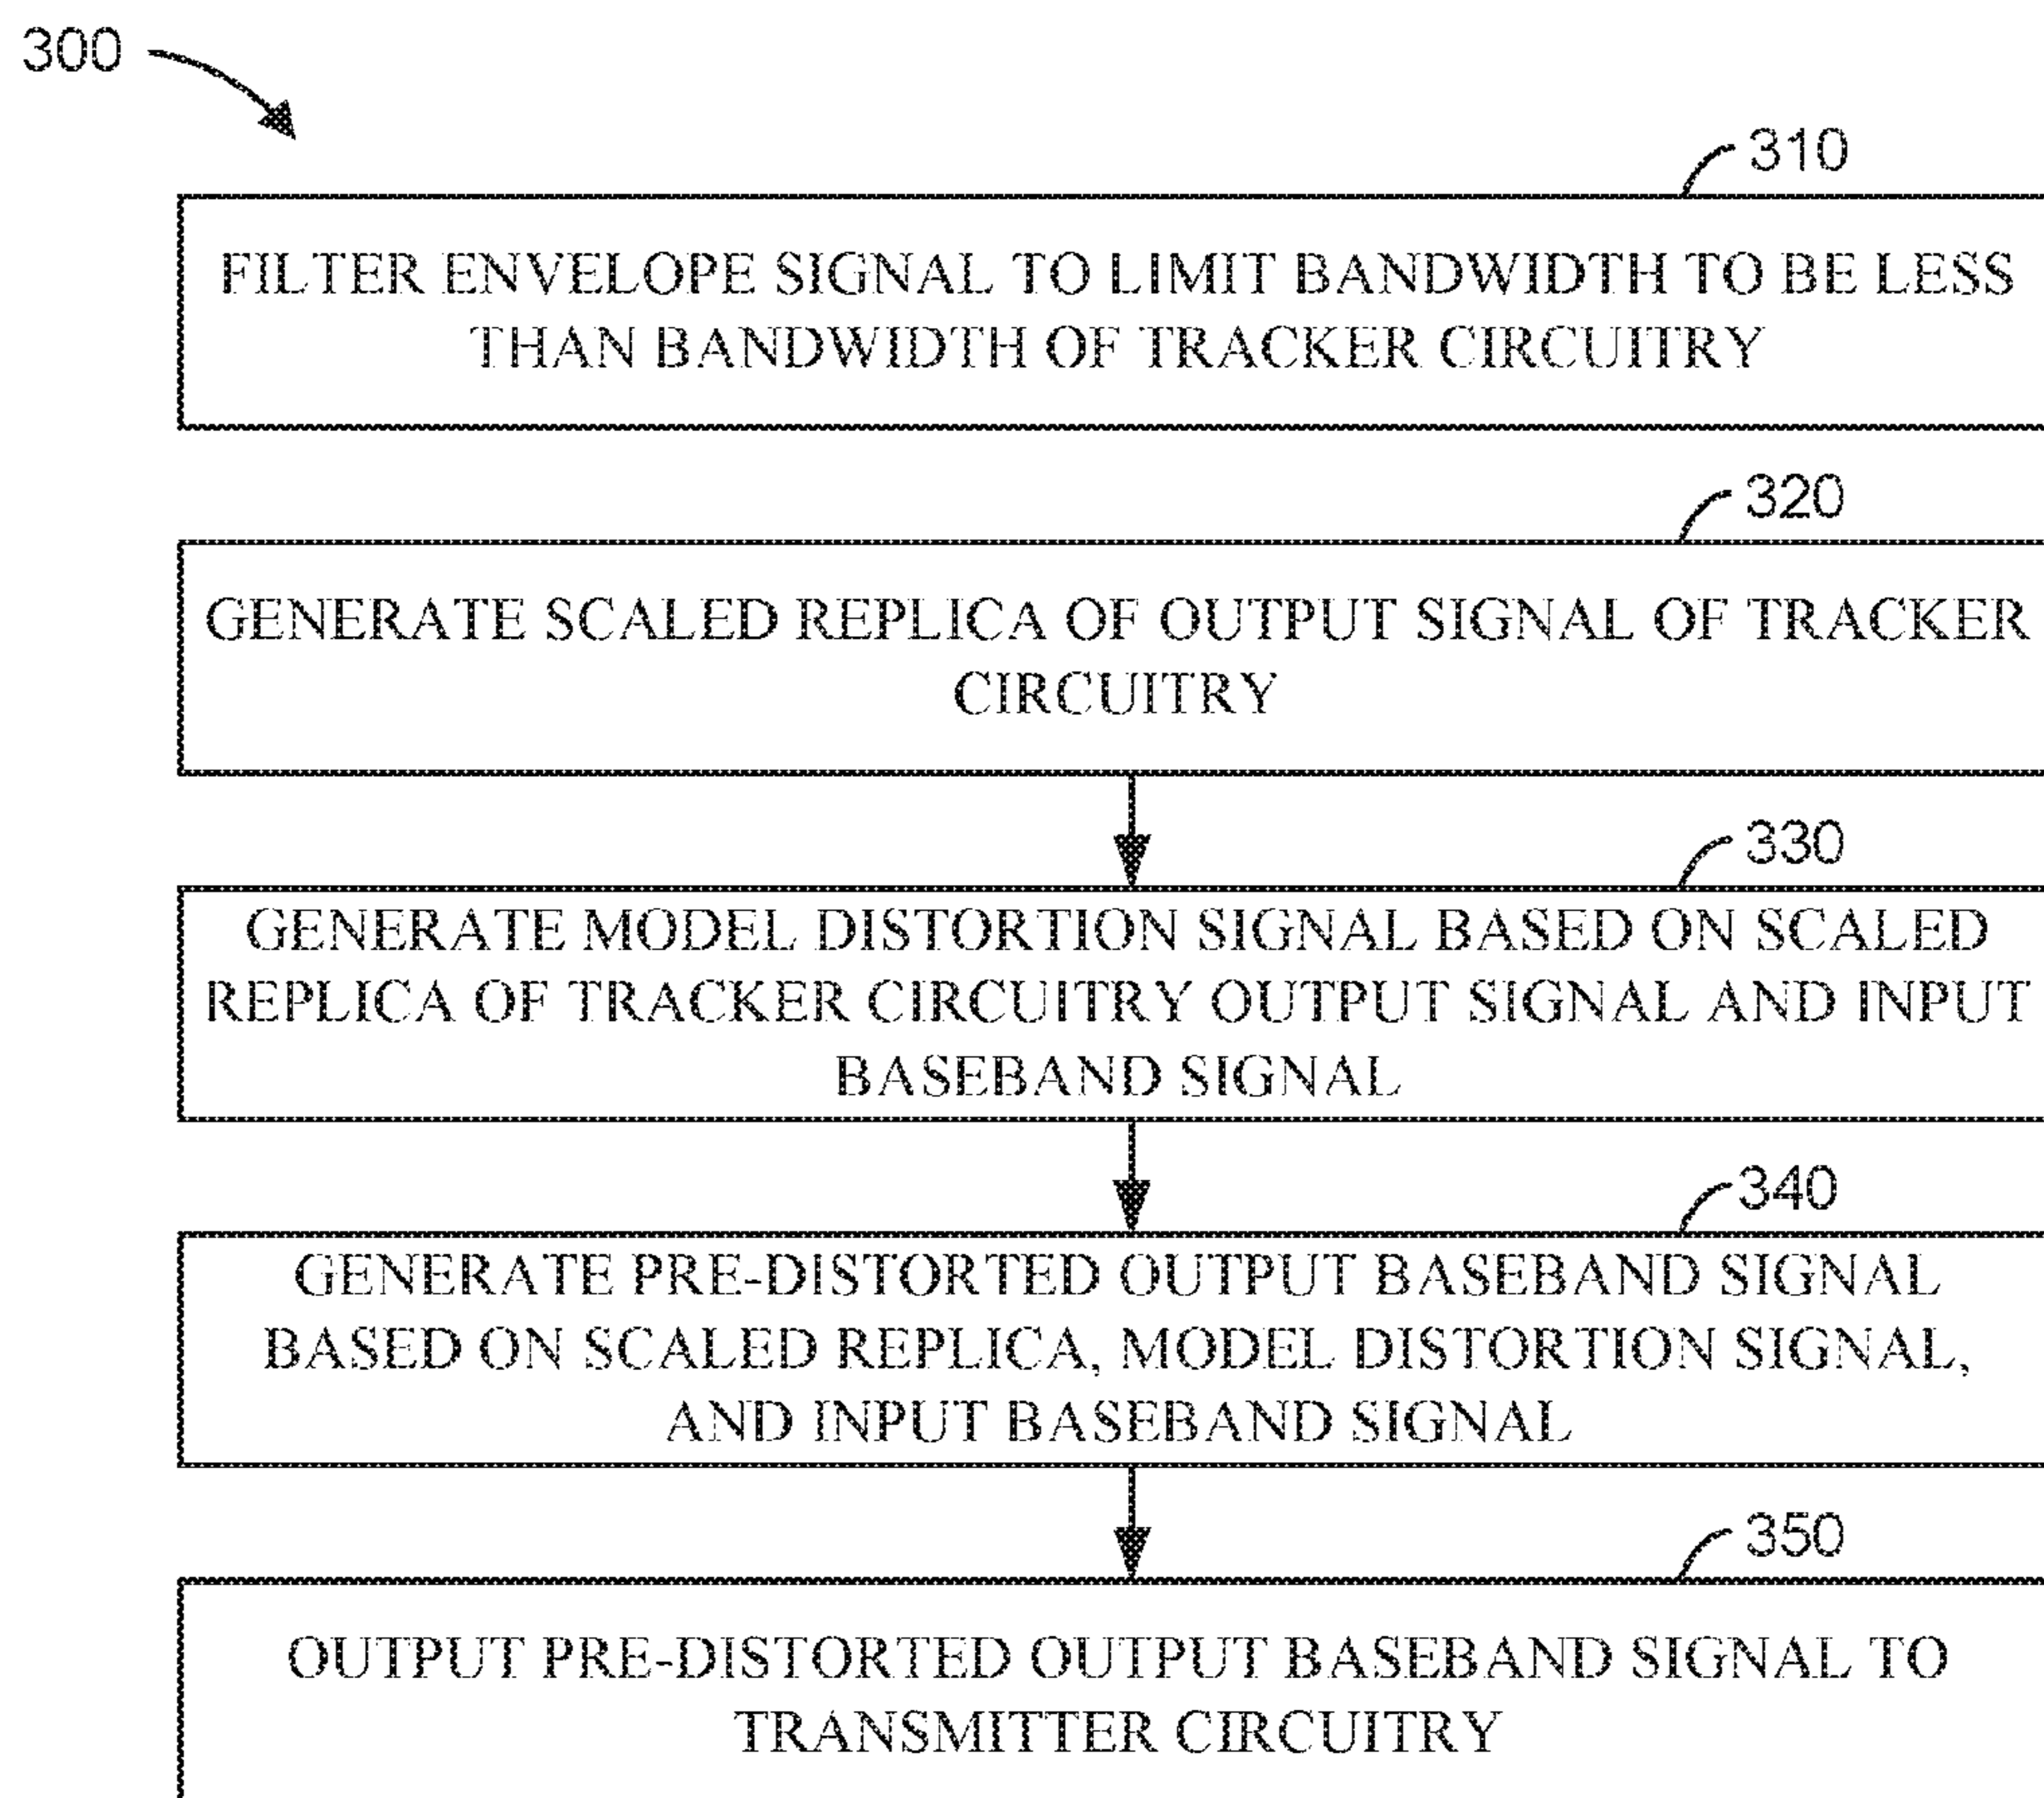 300
310
FILTER ENVELOPE SIGNAL TO LIMIT BANDWIDTH TO BE LESS
THAN BANDWIDTH OF TRACKER CIRCUITRY
320
GENERATE SCALED REPLICA OF OUTPUT SIGNAL OF TRACKER
CIRCUITRY
330
GENERATE MODEL DISTORTION SIGNAL BASED ON SCALED
REPLICA OF TRACKER CIRCUITRY OUTPUT SIGNAL AND INPUT
BASEBAND SIGNAL
340
GENERATE PRE-DISTORTED OUTPUT BASEBAND SIGNAL
BASED ON SCALED REPLICA, MODEL DISTORTION SIGNAL,
AND INPUT BASEBAND SIGNAL
350
OUTPUT PRE-DISTORTED OUTPUT BASEBAND SIGNAL TO
TRANSMITTER CIRCUITRY